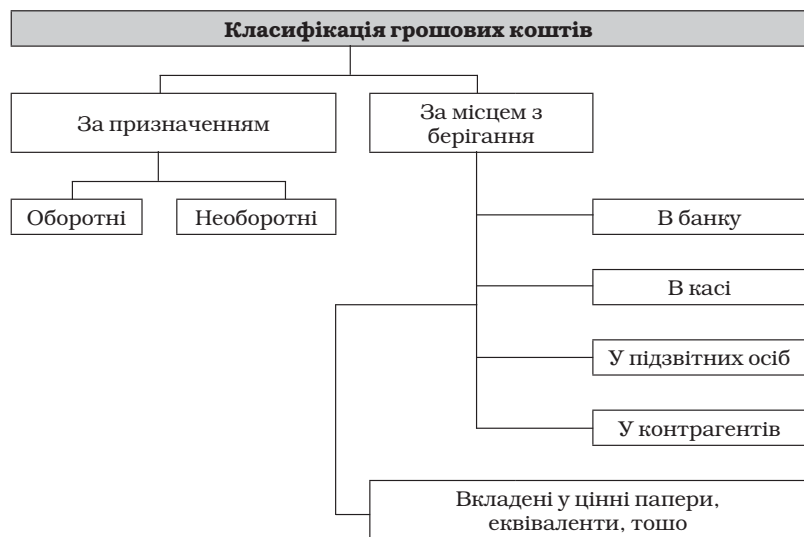 Класифікація грошових коштів
За призначенням
За місцем з
берігання
Оборотні
Необоротні
В банку
В касі
У підзвітних осіб
У контрагентів
Вкладені у цінні папери,
еквіваленти, тошо